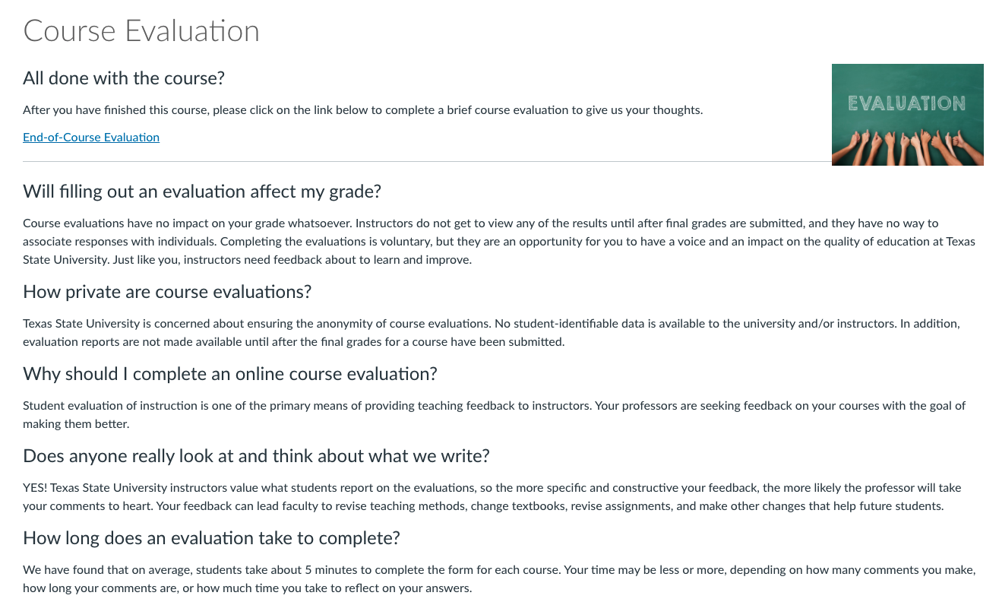 Course Evaluation
All done with the course?
After you have finished this course, please click on the link below to complete a brief course evaluation to give us your thoughts.
End-of-Course Evaluation
EVALUATION
Will filling out an evaluation affect my grade?
Course evaluations have no impact on your grade whatsoever. Instructors do not get to view any of the results until after final grades are submitted, and they have no way to
associate responses with individuals. Completing the evaluations is voluntary, but they are an opportunity for you to have a voice and an impact on the quality of education at Texas
State University. Just like you, instructors need feedback about to learn and improve.
How private are course evaluations?
Texas State University is concerned about ensuring the anonymity of course evaluations. No student-identifiable data is available to the university and/or instructors. In addition,
evaluation reports are not made available until after the final grades for a course have been submitted.
Why should I complete an online course evaluation?
Student evaluation of instruction is one of the primary means of providing teaching feedback to instructors. Your professors are seeking feedback on your courses with the goal of
making them better.
Does anyone really look at and think about what we write?
YES! Texas State University instructors value what students report on the evaluations, so the more specific and constructive your feedback, the more likely the professor will take
your comments to heart. Your feedback can lead faculty to revise teaching methods, change textbooks, revise assignments, and make other changes that help future students.
How long does an evaluation take to complete?
We have found that on average, students take about 5 minutes to complete the form for each course. Your time may be less or more, depending on how many comments you make,
how long your comments are, or how much time you take to reflect on your answers.